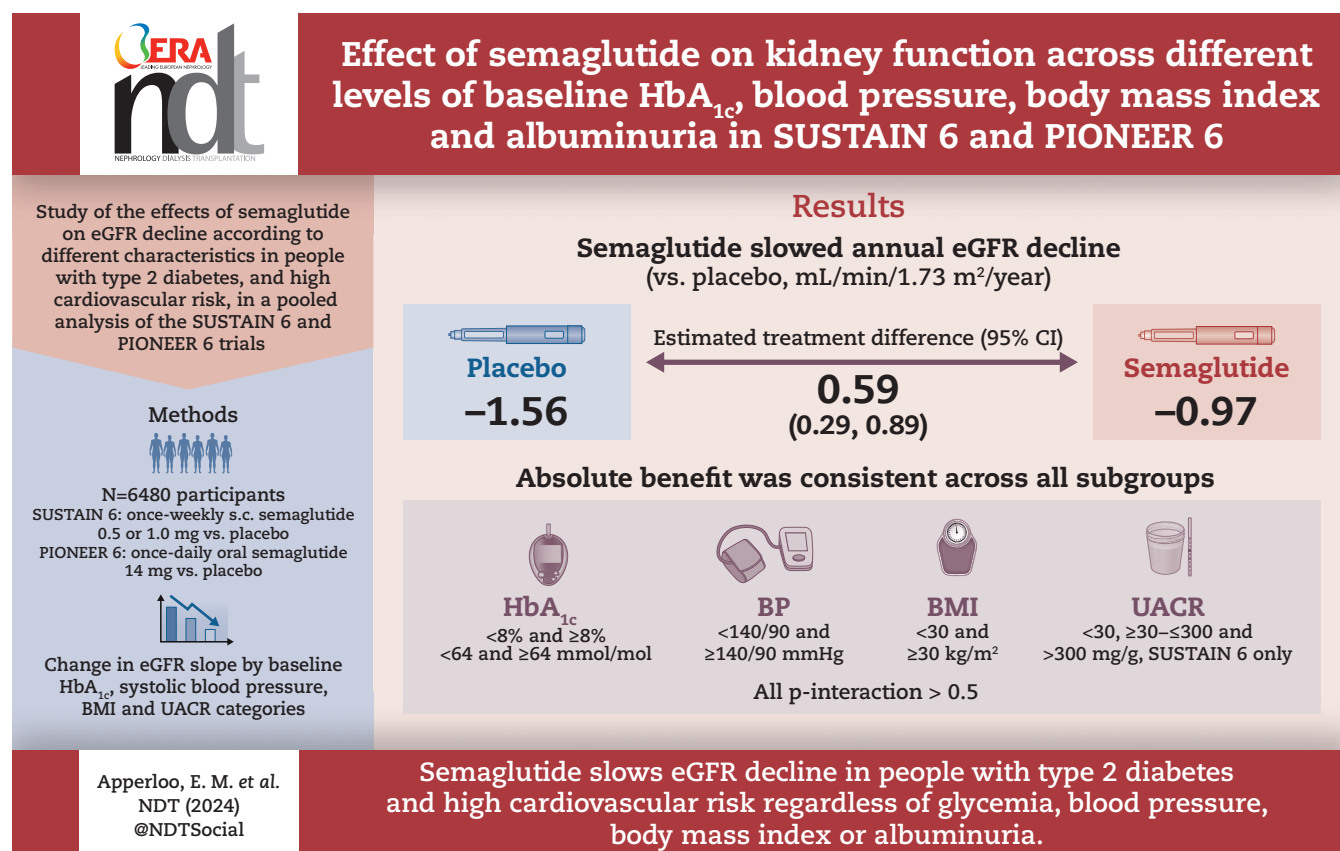 ERA
LEADING EUROPEAN NEPHROLOGY
ndt
NEPHROLOGY DIALYSIS TRANSPLANTATION
Effect of semaglutide on kidney function across different
levels of baseline HbA1c, blood pressure, body mass index
and albuminuria in SUSTAIN 6 and PIONEER 6
Study of the effects of semaglutide
on eGFR decline according to
different characteristics in people
with type 2 diabetes, and high
cardiovascular risk, in a pooled
analysis of the SUSTAIN 6 and
PIONEER 6 trials
Methods
N=6480 participants
SUSTAIN 6: once-weekly s.c. semaglutide
0.5 or 1.0 mg vs. placebo
PIONEER 6: once-daily oral semaglutide
14 mg vs. placebo
Change in eGFR slope by baseline
HbA1c, systolic blood pressure,
BMI and UACR categories
Results
Semaglutide slowed annual eGFR decline
(vs. placebo, mL/min/1.73 m²/year)
Placebo
–1.56
Estimated treatment difference (95% CI)
0.59
(0.29, 0.89)
Semaglutide
–0.97
Absolute benefit was consistent across all subgroups
HbA1c
<8% and ≥8%
<64 and ≥64 mmol/mol
BP
<140/90 and
≥140/90 mmHg
BMI
<30 and
≥30 kg/m²
UACR
<30, ≥30–≤300 and
>300 mg/g, SUSTAIN 6 only
All p-interaction > 0.5
Apperloo, E. M. et al.
NDT (2024)
@NDTSocial
Semaglutide slows eGFR decline in people with type 2 diabetes
and high cardiovascular risk regardless of glycemia, blood pressure,
body mass index or albuminuria.